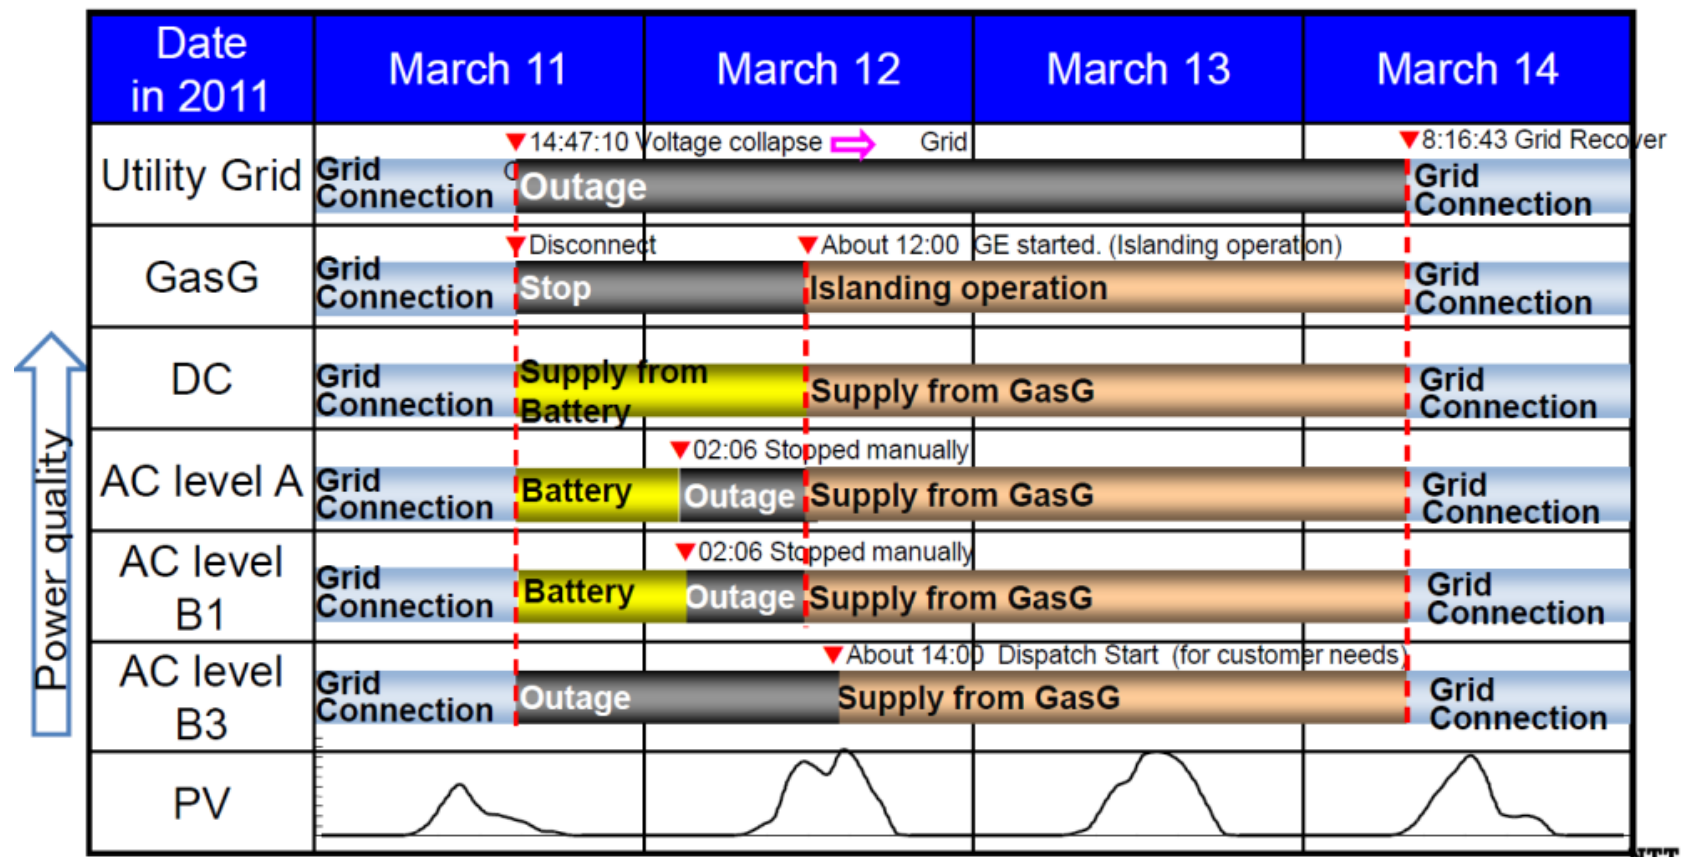 Date
in 2011
March 11
March 12
March 13
March 14
Utility Grid
14:47:10 Voltage collapse
Grid
8:16:43 Grid Recover
Grid
Connection
Outage
Grid
Connection
GasG
Disconnect
About 12:00 GE started. (Islanding operation)
Grid
Connection
Stop
Islanding operation
Grid
Connection
DC
Grid
Connection
Supply from
Battery
Supply from GasG
Grid
Connection
AC level A
02:06 Stopped manually
Grid
Connection
Battery
Outage
Supply from GasG
Grid
Connection
AC level
B1
02:06 Stopped manually
Grid
Connection
Battery
Outage
Supply from GasG
Grid
Connection
AC level
B3
About 14:00 Dispatch Start (for customer needs)
Grid
Connection
Outage
Supply from GasG
Grid
Connection
PV
Power quality